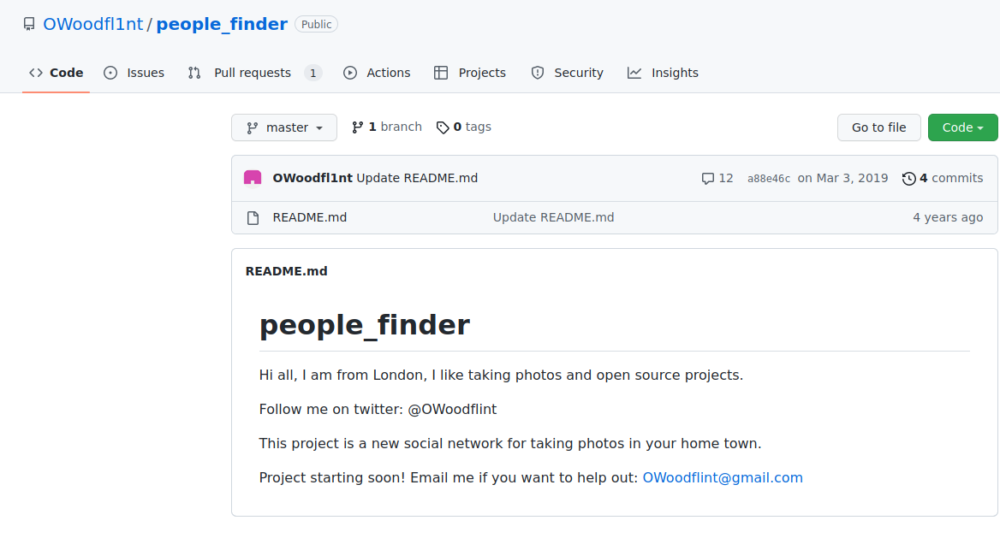 OWoodfl1nt / people_finder Public
Code Issues Pull requests 1 Actions Projects Security Insights
master 1 branch 0 tags Go to file Code
OWoodfl1nt Update README.md 12 a88e46c on Mar 3, 2019 4 commits
README.md Update README.md 4 years ago
README.md
people_finder
Hi all, I am from London, I like taking photos and open source projects.
Follow me on twitter: @OWoodflint
This project is a new social network for taking photos in your home town.
Project starting soon! Email me if you want to help out: OWoodflint@gmail.com